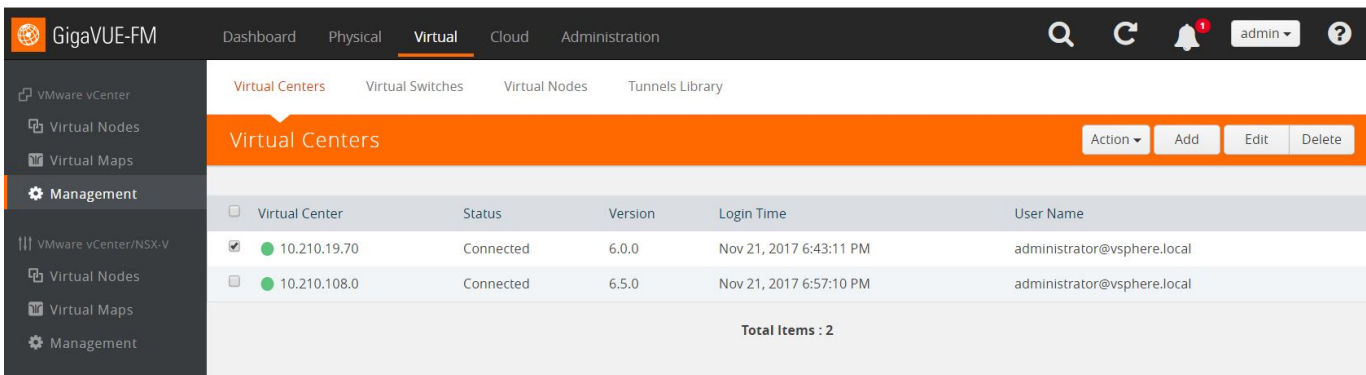 GigaVUE-FM Dashboard Physical Virtual Cloud Administration 1 admin ?
VMware vCenter
Virtual Nodes
Virtual Maps
Management
VMware vCenter/NSX-V
Virtual Nodes
Virtual Maps
Management
Virtual Centers Virtual Switches Virtual Nodes Tunnels Library
Virtual Centers Action Add Edit Delete
Virtual Center Status Version Login Time User Name
10.210.19.70 Connected 6.0.0 Nov 21, 2017 6:43:11 PM administrator@vsphere.local
10.210.108.0 Connected 6.5.0 Nov 21, 2017 6:57:10 PM administrator@vsphere.local
Total Items : 2